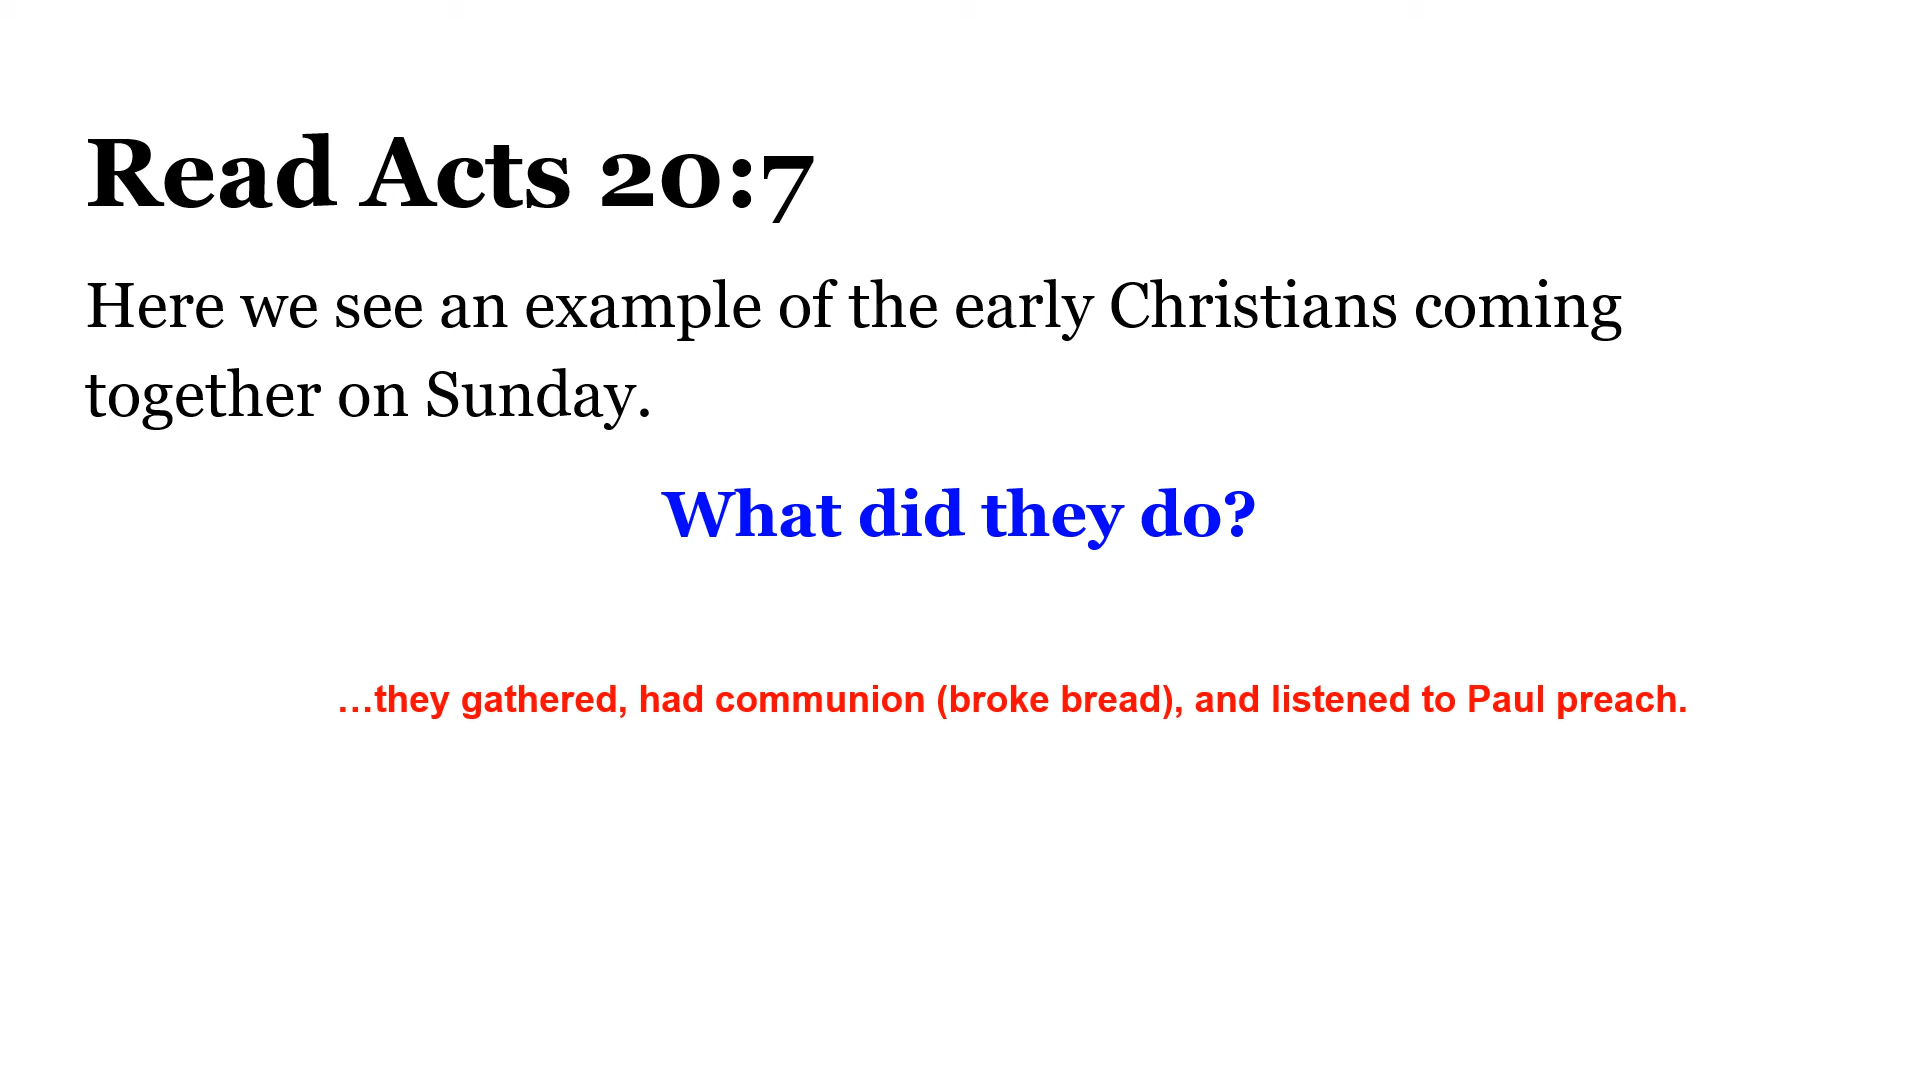 Read Acts 20:7
Here we see an example of the early Christians coming
together on Sunday.
What did they do?
…they gathered, had communion (broke bread), and listened to Paul preach.